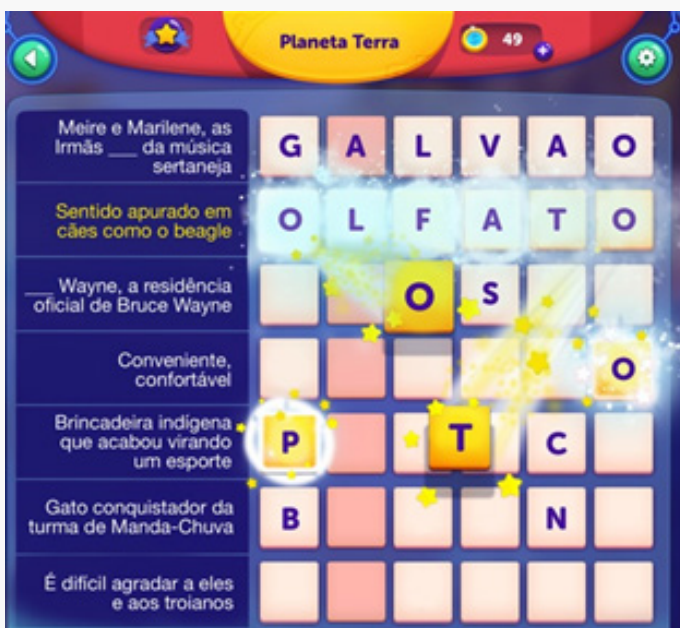 Planeta Terra
49
Meire e Marilene, as
Irmãs ___ da música
sertaneja
G A L V A O
Sentido apurado em
cães como o beagle
O L F A T O
___ Wayne, a residência
oficial de Bruce Wayne
O S
Conveniente,
confortável
O
Brincadeira indígena
que acabou virando
um esporte
P T C
Gato conquistador da
turma de Manda-Chuva
B N
É difícil agradar a eles
e aos troianos